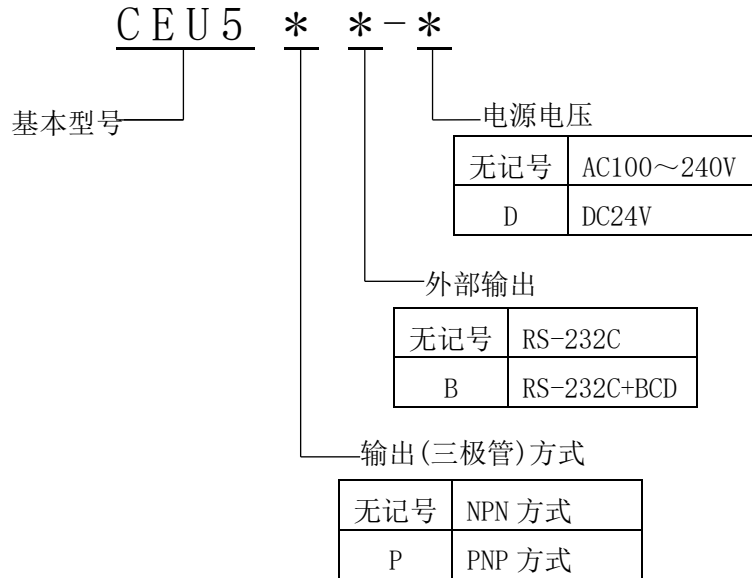 CEU5 * *-*
基本型号
电源电压
无记号 AC100～240V
D DC24V
外部输出
无记号 RS-232C
B RS-232C+BCD
输出(三极管)方式
无记号 NPN 方式
P PNP 方式